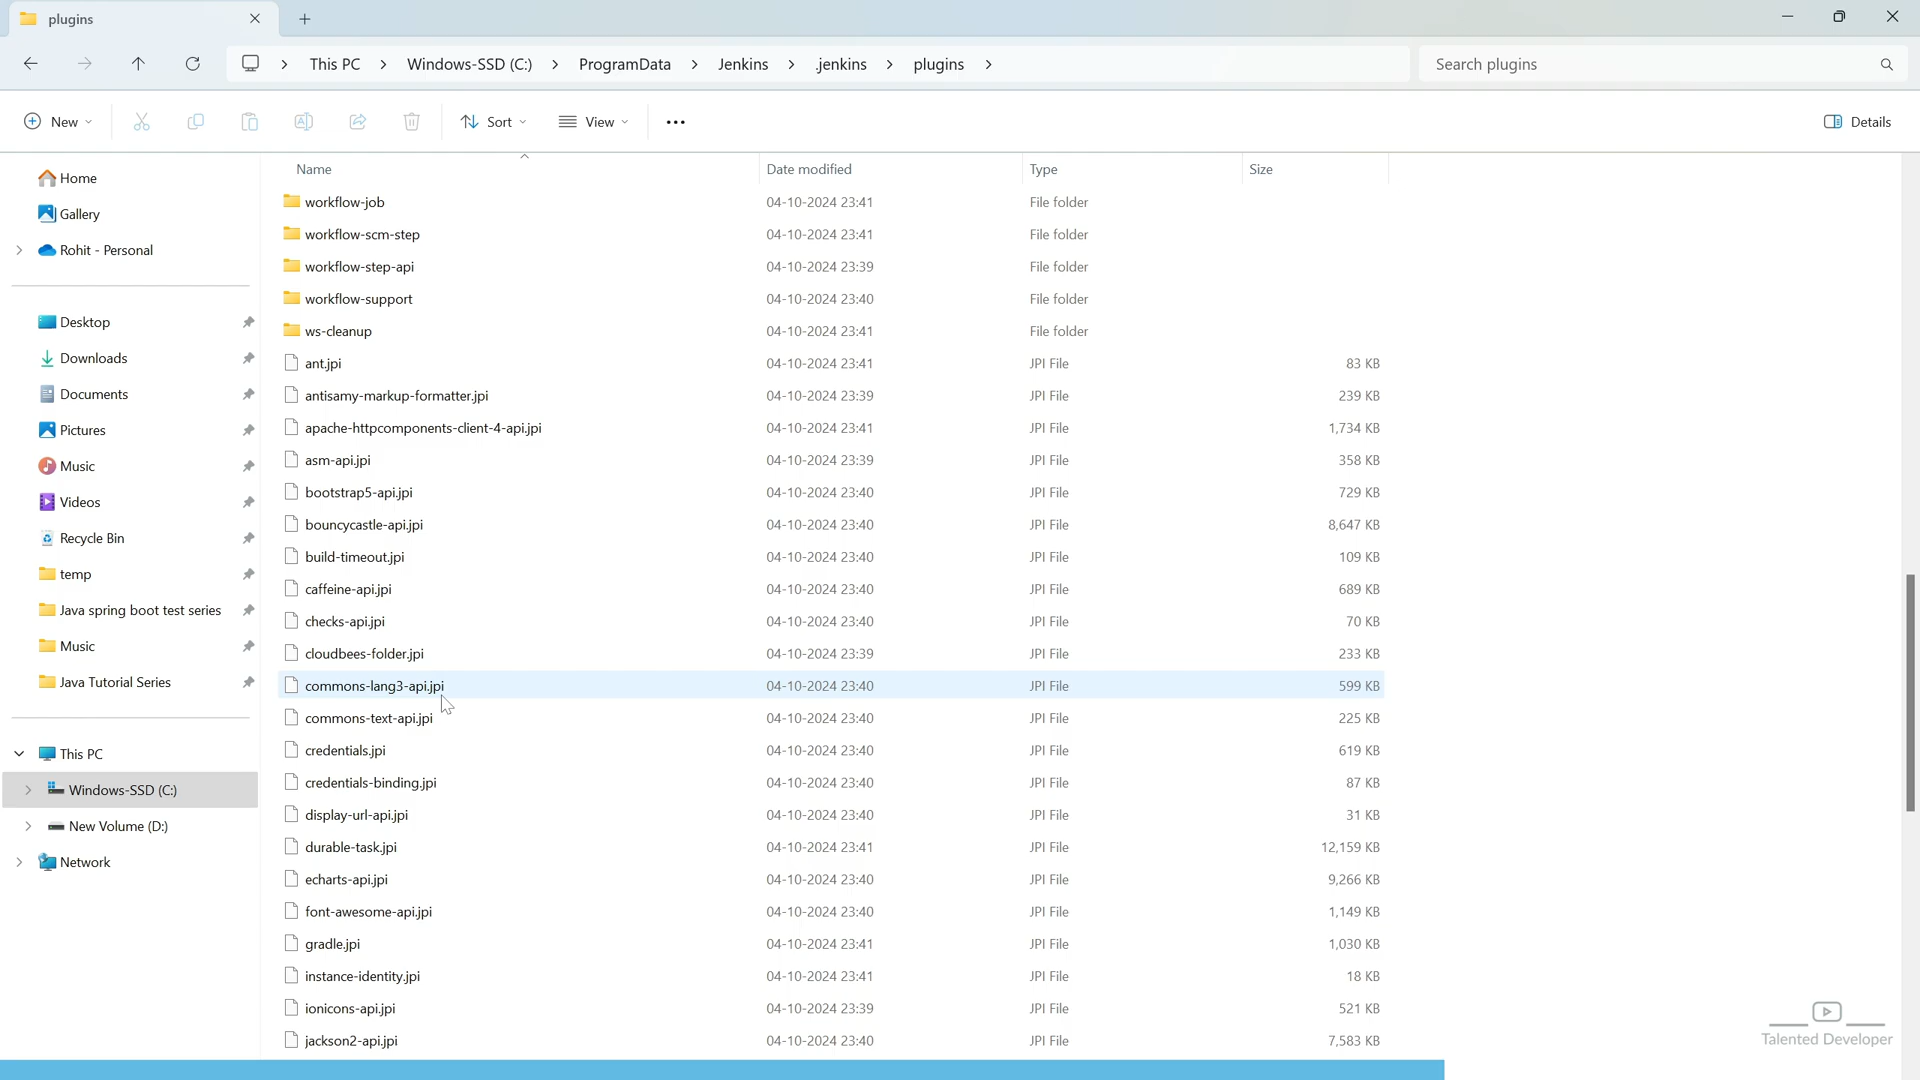 plugins
This PC Windows-SSD (C:) ProgramData Jenkins .jenkins plugins
Search plugins
New Sort View Details
Home
Gallery
Rohit - Personal
Desktop
Downloads
Documents
Pictures
Music
Videos
Recycle Bin
temp
Java spring boot test series
Music
Java Tutorial Series
This PC
Windows-SSD (C:)
New Volume (D:)
Network
Name Date modified Type Size
workflow-job 04-10-2024 23:41 File folder
workflow-scm-step 04-10-2024 23:41 File folder
workflow-step-api 04-10-2024 23:39 File folder
workflow-support 04-10-2024 23:40 File folder
ws-cleanup 04-10-2024 23:41 File folder
ant.jpi 04-10-2024 23:41 JPI File 83 KB
antisamy-markup-formatter.jpi 04-10-2024 23:39 JPI File 239 KB
apache-httpcomponents-client-4-api.jpi 04-10-2024 23:41 JPI File 1,734 KB
asm-api.jpi 04-10-2024 23:39 JPI File 358 KB
bootstrap5-api.jpi 04-10-2024 23:40 JPI File 729 KB
bouncycastle-api.jpi 04-10-2024 23:40 JPI File 8,647 KB
build-timeout.jpi 04-10-2024 23:40 JPI File 109 KB
caffeine-api.jpi 04-10-2024 23:40 JPI File 689 KB
checks-api.jpi 04-10-2024 23:40 JPI File 70 KB
cloudbees-folder.jpi 04-10-2024 23:39 JPI File 233 KB
commons-lang3-api.jpi 04-10-2024 23:40 JPI File 599 KB
commons-text-api.jpi 04-10-2024 23:40 JPI File 225 KB
credentials.jpi 04-10-2024 23:40 JPI File 619 KB
credentials-binding.jpi 04-10-2024 23:40 JPI File 87 KB
display-url-api.jpi 04-10-2024 23:40 JPI File 31 KB
durable-task.jpi 04-10-2024 23:41 JPI File 12,159 KB
echarts-api.jpi 04-10-2024 23:40 JPI File 9,266 KB
font-awesome-api.jpi 04-10-2024 23:40 JPI File 1,149 KB
gradle.jpi 04-10-2024 23:41 JPI File 1,030 KB
instance-identity.jpi 04-10-2024 23:41 JPI File 18 KB
ionicons-api.jpi 04-10-2024 23:39 JPI File 521 KB
jackson2-api.jpi 04-10-2024 23:40 JPI File 7,583 KB
Talented Developer